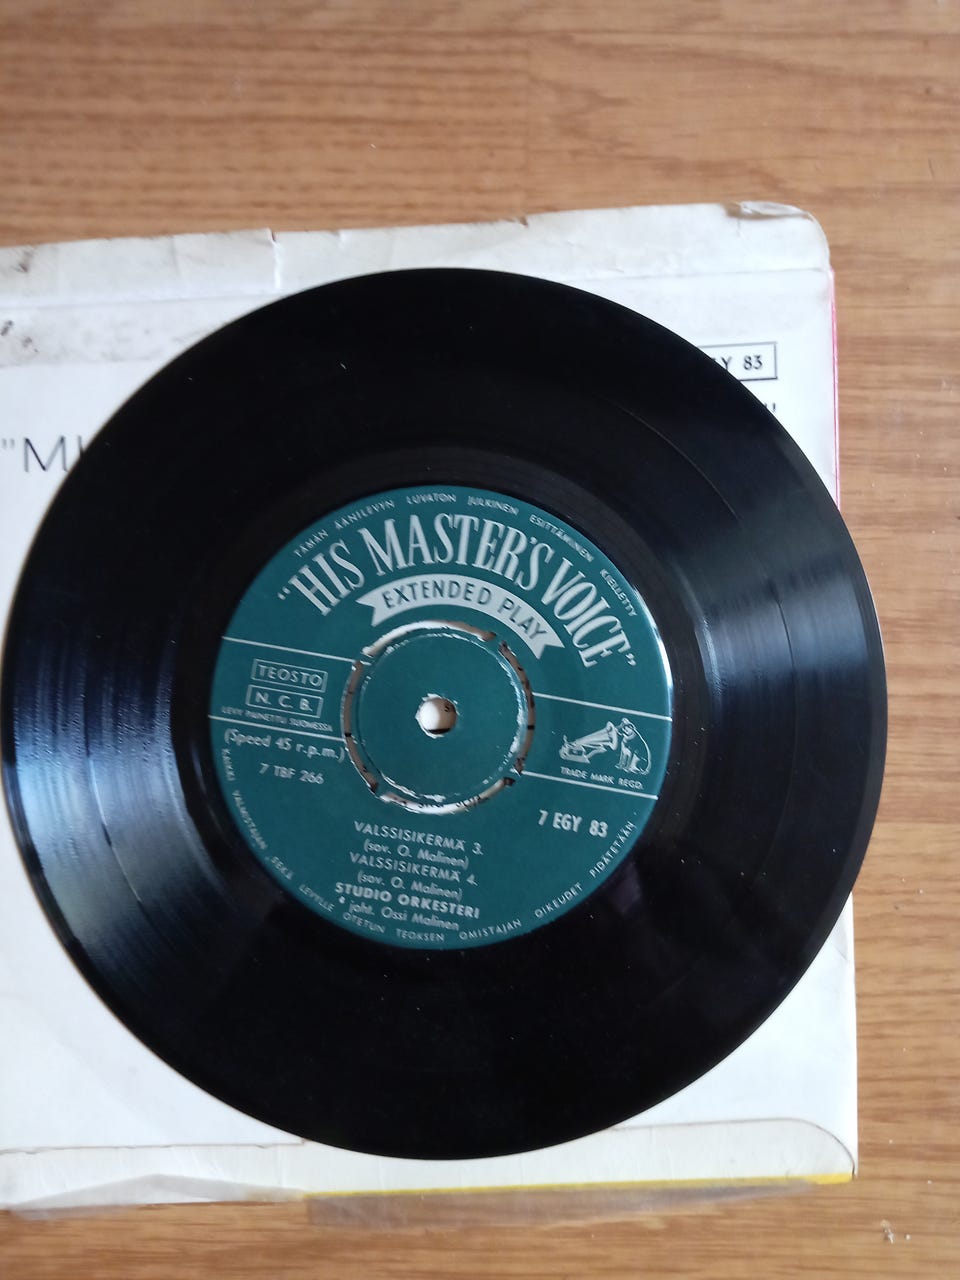 83
"MU
TÄMÄN ÄÄNILEVYN LUVATON JULKINEN ESITTÄMINEN KIELLETTY
"HIS MASTER'S VOICE"
EXTENDED PLAY
TEOSTO
N. C. B.
LEVY PAINETTU SUOMESSA
(Speed 45 r.p.m.)
7 TBF 266
TRADE MARK REGD.
7 EGY 83
VALSSISIKERMÄ 3.
(sov. O. Malinen)
VALSSISIKERMÄ 4.
(sov. O. Malinen)
STUDIO ORKESTERI
joht. Ossi Malinen
KAIKKI VALMISTAJAN SEKÄ LEVYLLE OTETUN TEOKSEN OMISTAJAN OIKEUDET PIDÄTETÄÄN